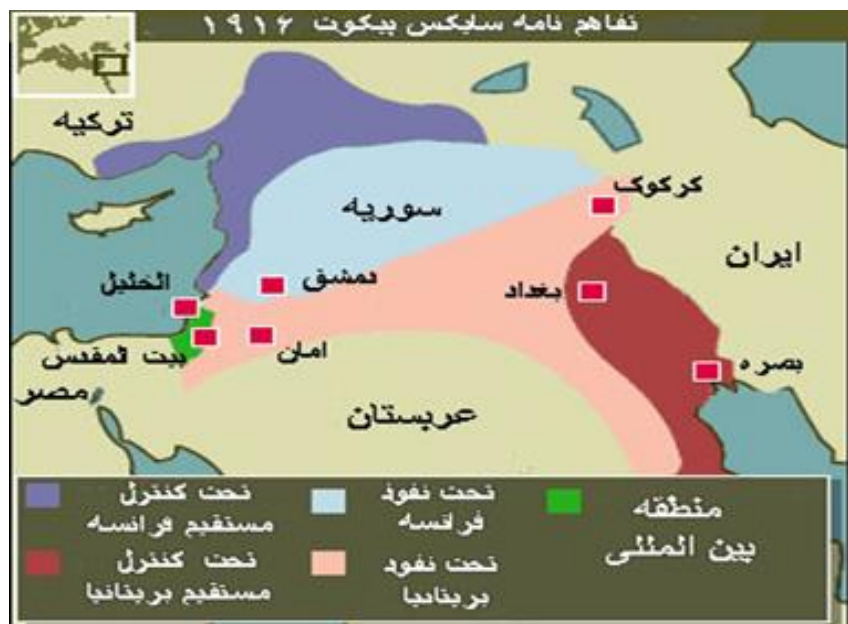 تفاهم نامه سایکس پیکوت ۱۹۱۶
ترکیه
کرکوک
سوریه
ایران
دمشق
الخلیل
بغداد
امان
بیت المقدس
بصره
مصر
عربستان
منطقه
بین المللی
تحت نفوذ
فرانسه
تحت کنترل
مستقیم فرانسه
تحت نفوذ
بریتانیا
تحت کنترل
مستقیم بریتانیا